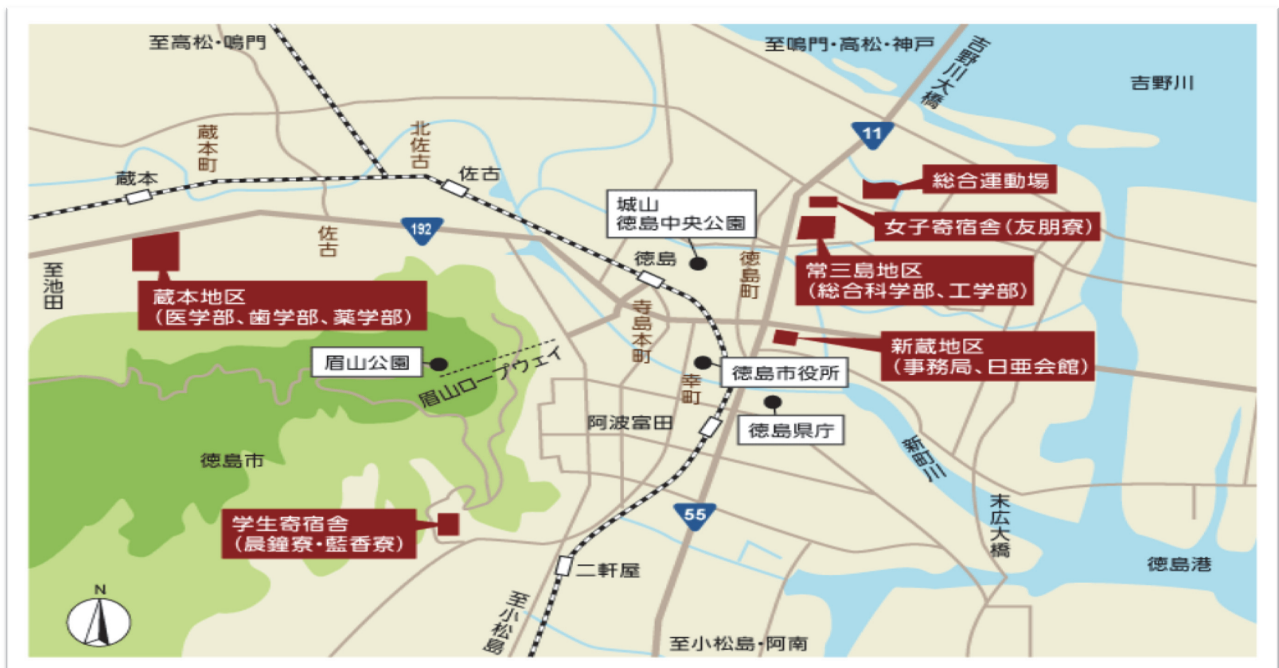 至高松・鳴門
至鳴門・高松・神戸
吉野川大橋
吉野川
11
蔵本町
北佐古
蔵本
佐古
総合運動場
城山
徳島中央公園
女子寄宿舎（友朋寮）
192
佐古
徳島
徳島町
常三島地区
（総合科学部、工学部）
至池田
蔵本地区
（医学部、歯学部、薬学部）
寺島本町
新蔵地区
（事務局、日亜会館）
眉山公園
眉山ロープウェイ
徳島市役所
幸町
阿波富田
徳島県庁
新町川
徳島市
学生寄宿舎
（晨鐘寮・藍香寮）
55
末広大橋
徳島港
二軒屋
N
至小松島
至小松島・阿南